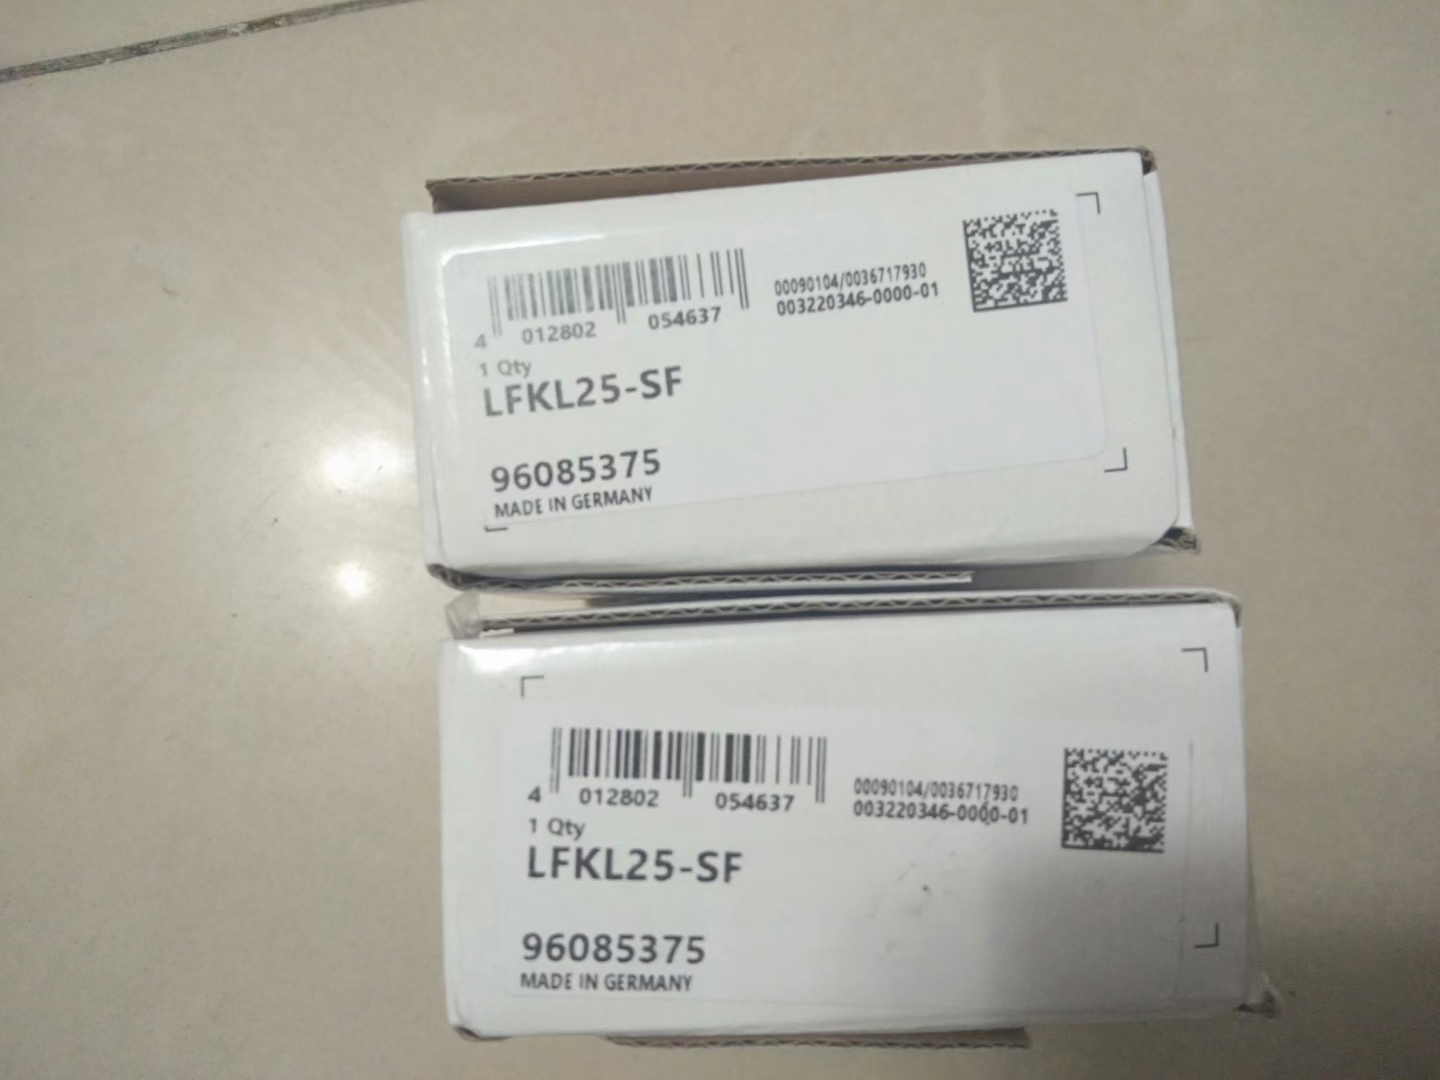 4 012802 054637
00090104/0036717930
003220346-0000-01
1 Qty
LFKL25-SF
96085375
MADE IN GERMANY
4 012802 054637
00090104/0036717930
003220346-0000-01
1 Qty
LFKL25-SF
96085375
MADE IN GERMANY